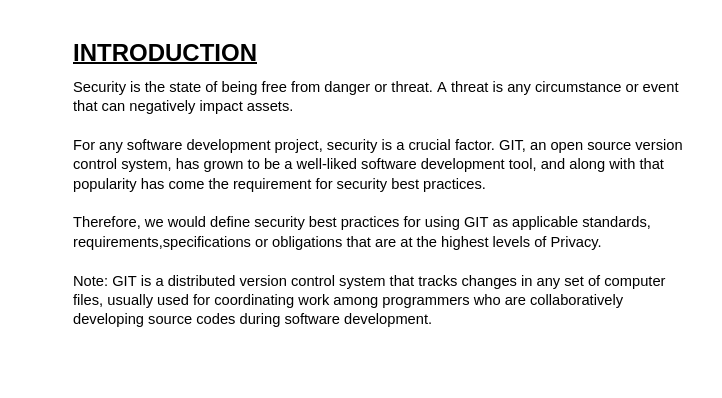 INTRODUCTION
Security is the state of being free from danger or threat. A threat is any circumstance or event
that can negatively impact assets.
For any software development project, security is a crucial factor. GIT, an open source version
control system, has grown to be a well-liked software development tool, and along with that
popularity has come the requirement for security best practices.
Therefore, we would define security best practices for using GIT as applicable standards,
requirements,specifications or obligations that are at the highest levels of Privacy.
Note: GIT is a distributed version control system that tracks changes in any set of computer
files, usually used for coordinating work among programmers who are collaboratively
developing source codes during software development.